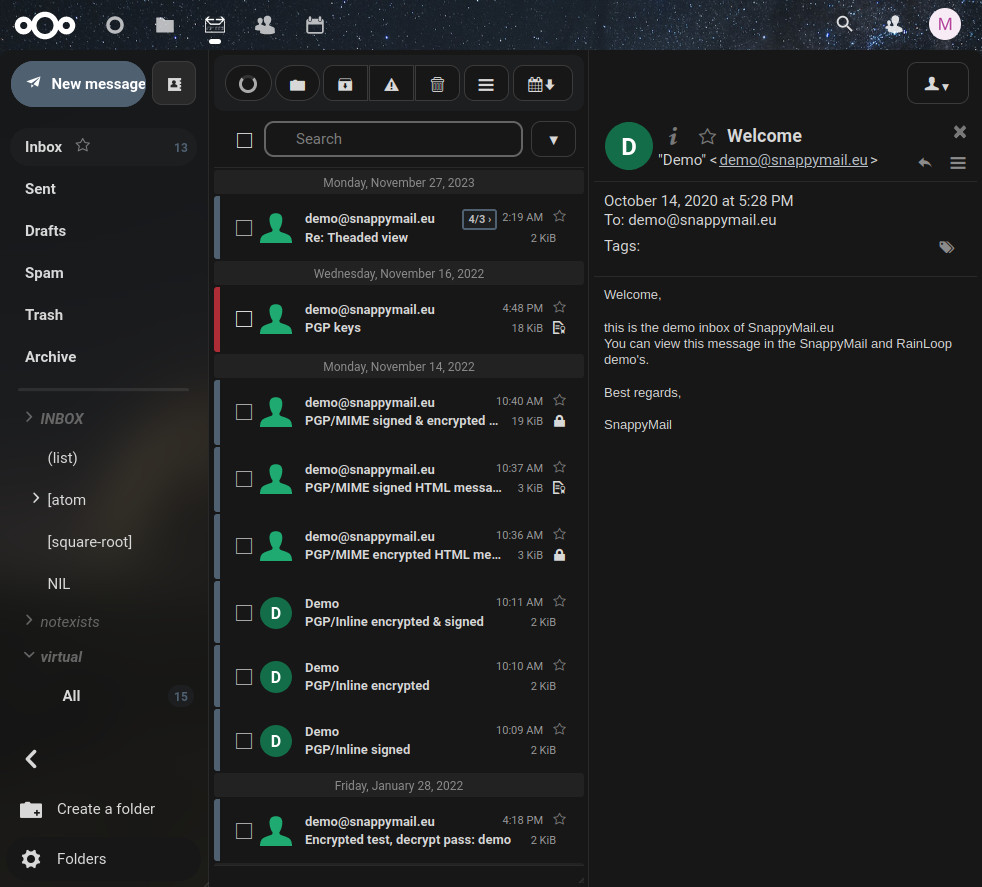 M
New message
Inbox 13
Sent
Drafts
Spam
Trash
Archive
INBOX
(list)
[atom
[square-root]
NIL
notexists
virtual
All 15
Create a folder
Folders
Search
Monday, November 27, 2023
demo@snappymail.eu 4/3 › 2:19 AM
Re: Theaded view 2 KiB
Wednesday, November 16, 2022
demo@snappymail.eu 4:48 PM
PGP keys 18 KiB
Monday, November 14, 2022
demo@snappymail.eu 10:40 AM
PGP/MIME signed & encrypted ... 19 KiB
demo@snappymail.eu 10:37 AM
PGP/MIME signed HTML messa... 3 KiB
demo@snappymail.eu 10:36 AM
PGP/MIME encrypted HTML me... 3 KiB
D
Demo 10:11 AM
PGP/Inline encrypted & signed 2 KiB
D
Demo 10:10 AM
PGP/Inline encrypted 2 KiB
D
Demo 10:09 AM
PGP/Inline signed 2 KiB
Friday, January 28, 2022
demo@snappymail.eu 4:18 PM
Encrypted test, decrypt pass: demo 2 KiB
D
Welcome
"Demo" <demo@snappymail.eu>
October 14, 2020 at 5:28 PM
To: demo@snappymail.eu
Tags:
Welcome,
this is the demo inbox of SnappyMail.eu
You can view this message in the SnappyMail and RainLoop
demo's.
Best regards,
SnappyMail